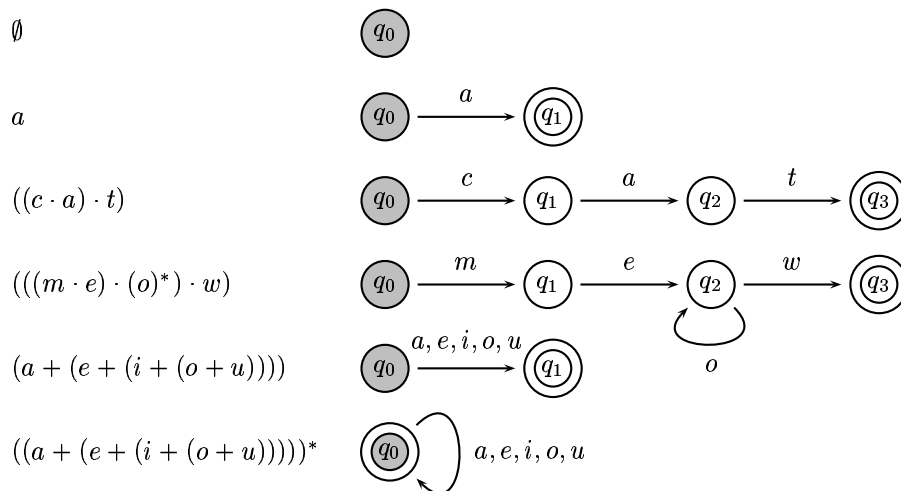 ∅ q0
a q0 a q1
((c · a) · t) q0 c q1 a q2 t q3
(((m · e) · (o)*) · w) q0 m q1 e q2 w q3
o
(a + (e + (i + (o + u)))) q0 a, e, i, o, u q1
((a + (e + (i + (o + u)))))* q0 a, e, i, o, u